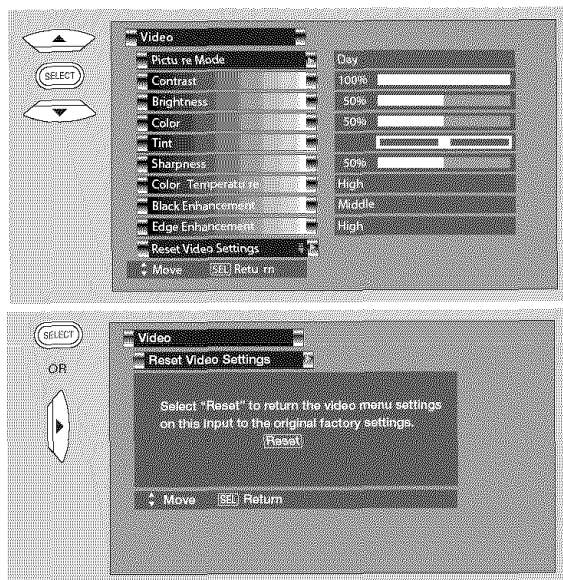 SELECT
Video
Pictu re Mode Day
Contrast 100%
Brightness 50%
Color 50%
Tint
Sharpness 50%
Color Temperatu re High
Black Enhancement Middle
Edge Enhancement High
Reset Video Settings
Move SEL Retu rn
SELECT
OR
Video
Reset Video Settings
Select "Reset" to return the video menu settings
on this Input to the original factory settings.
Reset
Move SEL Return